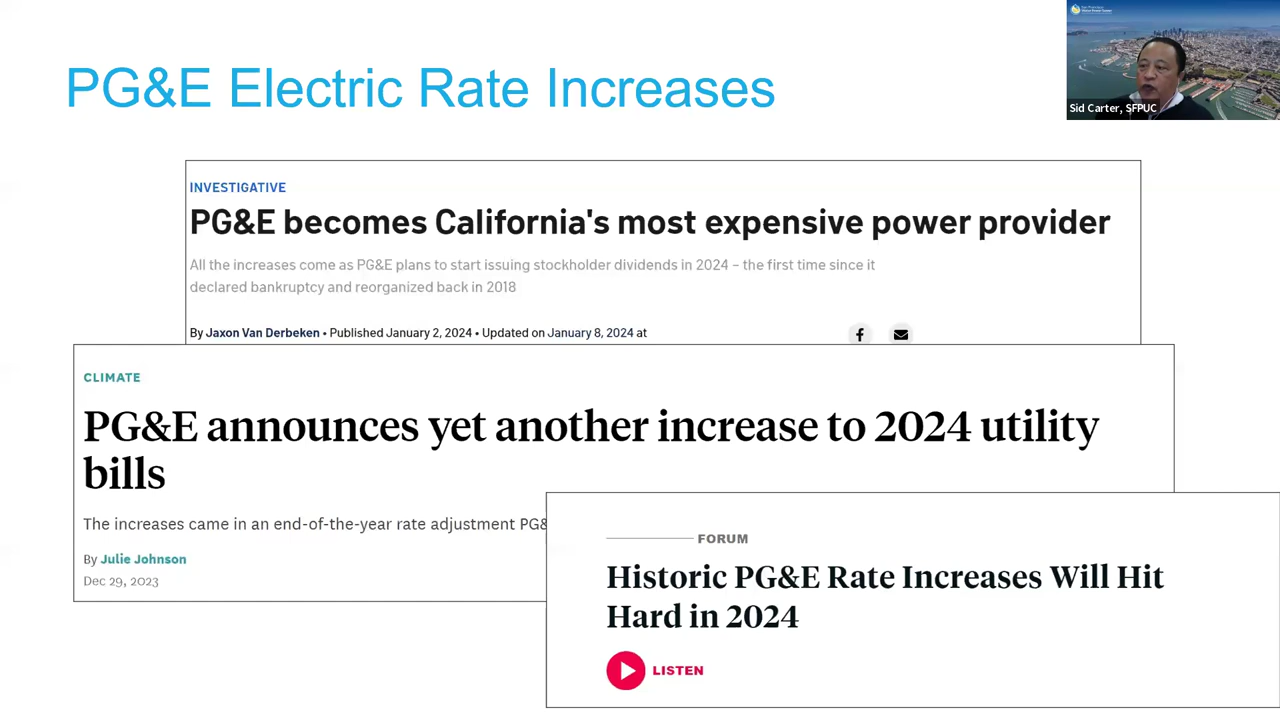 PG&E Electric Rate Increases
Sid Carter, SFPUC
INVESTIGATIVE
PG&E becomes California's most expensive power provider
All the increases come as PG&E plans to start issuing stockholder dividends in 2024 – the first time since it
declared bankruptcy and reorganized back in 2018
By Jaxon Van Derbeken • Published January 2, 2024 • Updated on January 8, 2024 at
CLIMATE
PG&E announces yet another increase to 2024 utility
bills
The increases came in an end-of-the-year rate adjustment PG&
By Julie Johnson
Dec 29, 2023
FORUM
Historic PG&E Rate Increases Will Hit
Hard in 2024
LISTEN